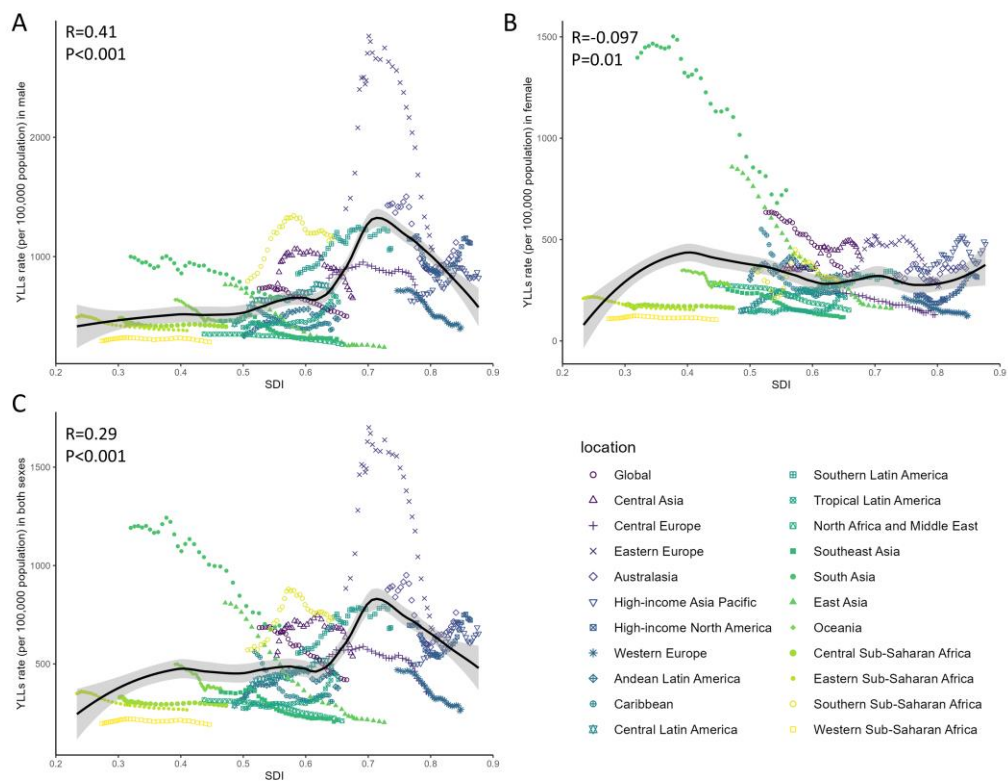 A
R=0.41
P<0.001
YLLs rate (per 100,000 population) in male
2000
1000
0.2 0.3 0.4 0.5 0.6 0.7 0.8 0.9
SDI
B
R=-0.097
P=0.01
YLLs rate (per 100,000 population) in female
1500
1000
500
0
0.2 0.3 0.4 0.5 0.6 0.7 0.8 0.9
SDI
C
R=0.29
P<0.001
YLLs rate (per 100,000 population) in both sexes
1500
1000
500
0.2 0.3 0.4 0.5 0.6 0.7 0.8 0.9
SDI
location
Global
Central Asia
Central Europe
Eastern Europe
Australasia
High-income Asia Pacific
High-income North America
Western Europe
Andean Latin America
Caribbean
Central Latin America
Southern Latin America
Tropical Latin America
North Africa and Middle East
Southeast Asia
South Asia
East Asia
Oceania
Central Sub-Saharan Africa
Eastern Sub-Saharan Africa
Southern Sub-Saharan Africa
Western Sub-Saharan Africa